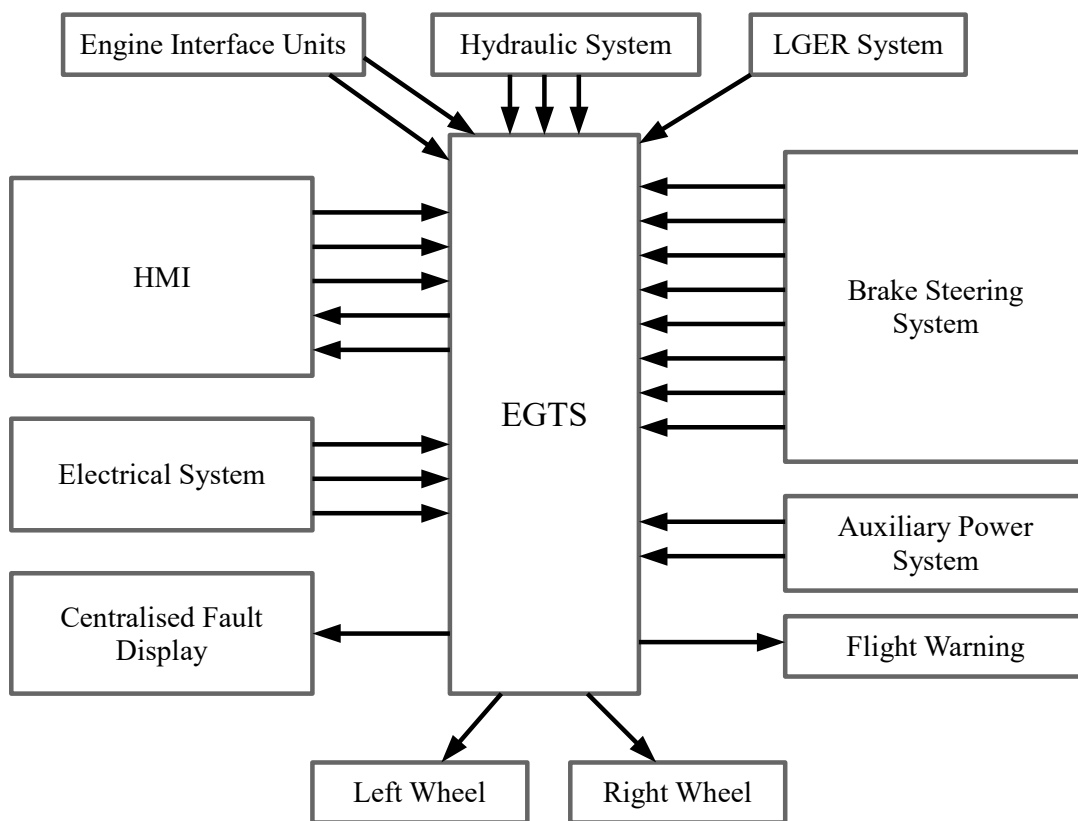 Engine Interface Units
Hydraulic System
LGER System
HMI
Brake Steering
System
EGTS
Electrical System
Auxiliary Power
System
Centralised Fault
Display
Flight Warning
Left Wheel
Right Wheel